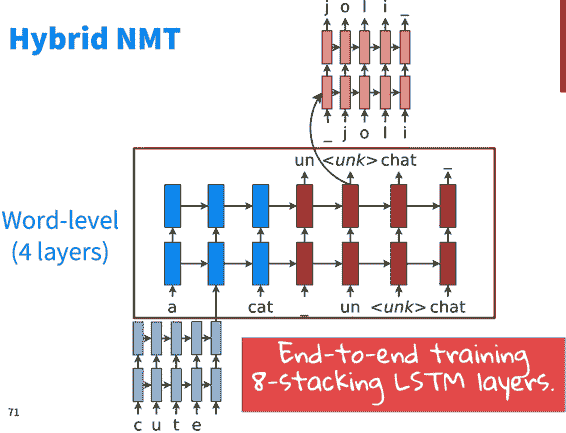 j o l i _
Hybrid NMT
_ j o l i
un <unk> chat _
Word-level
(4 layers)
a cat _ un <unk> chat
End-to-end training
8-stacking LSTM layers.
71
c u t e